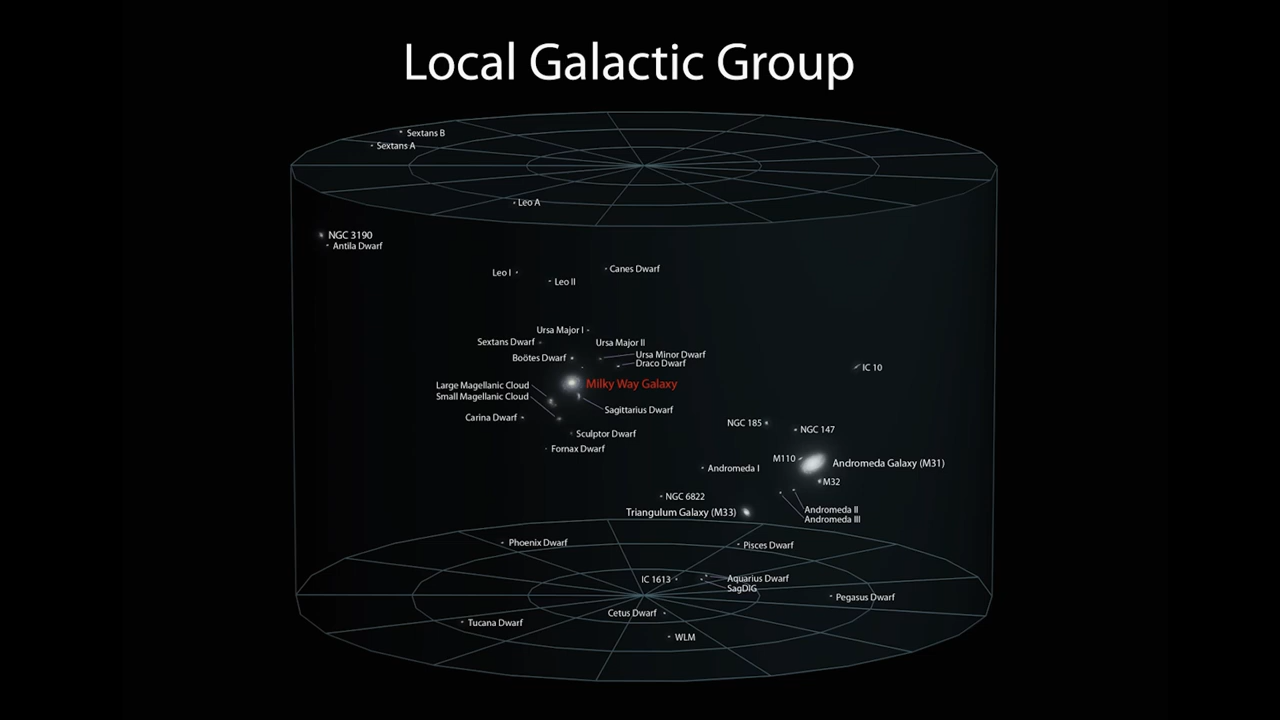 Local Galactic Group
Sextans B
Sextans A
Leo A
NGC 3190
Antila Dwarf
Leo I
Canes Dwarf
Leo II
Ursa Major I
Sextans Dwarf
Ursa Major II
Boötes Dwarf
Ursa Minor Dwarf
Draco Dwarf
IC 10
Milky Way Galaxy
Large Magellanic Cloud
Small Magellanic Cloud
Sagittarius Dwarf
Carina Dwarf
NGC 185
NGC 147
Sculptor Dwarf
Fornax Dwarf
M110
Andromeda Galaxy (M31)
Andromeda I
M32
NGC 6822
Triangulum Galaxy (M33)
Andromeda II
Andromeda III
Phoenix Dwarf
Pisces Dwarf
IC 1613
Aquarius Dwarf
SagDIG
Pegasus Dwarf
Cetus Dwarf
Tucana Dwarf
WLM